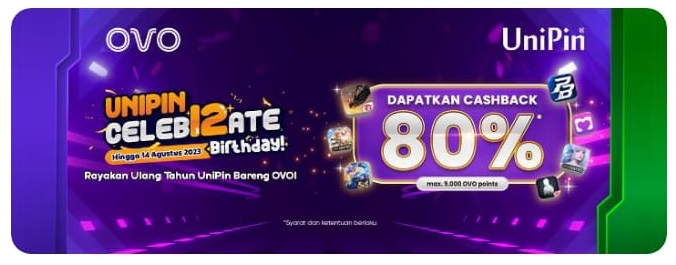 OVO
UniPin
UNIPIN
CELEB12ATE
Birthday!
Hingga 14 Agustus 2023
Rayakan Ulang Tahun UniPin Bareng OVO!
DAPATKAN CASHBACK
80%*
max. 9.000 OVO points
*Syarat dan ketentuan berlaku